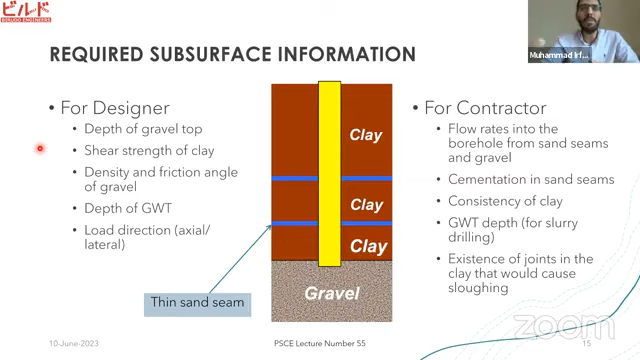 ビルド
BIRUDO ENGINEERS
Muhammad Irf...
REQUIRED SUBSURFACE INFORMATION
• For Designer
• Depth of gravel top
• Shear strength of clay
• Density and friction angle
of gravel
• Depth of GWT
• Load direction (axial/
lateral)
Clay
Clay
Clay
Gravel
Thin sand seam
• For Contractor
• Flow rates into the
borehole from sand seams
and gravel
• Cementation in sand seams
• Consistency of clay
• GWT depth (for slurry
drilling)
• Existence of joints in the
clay that would cause
sloughing
zoom
10-June-2023
PSCE Lecture Number 55
15